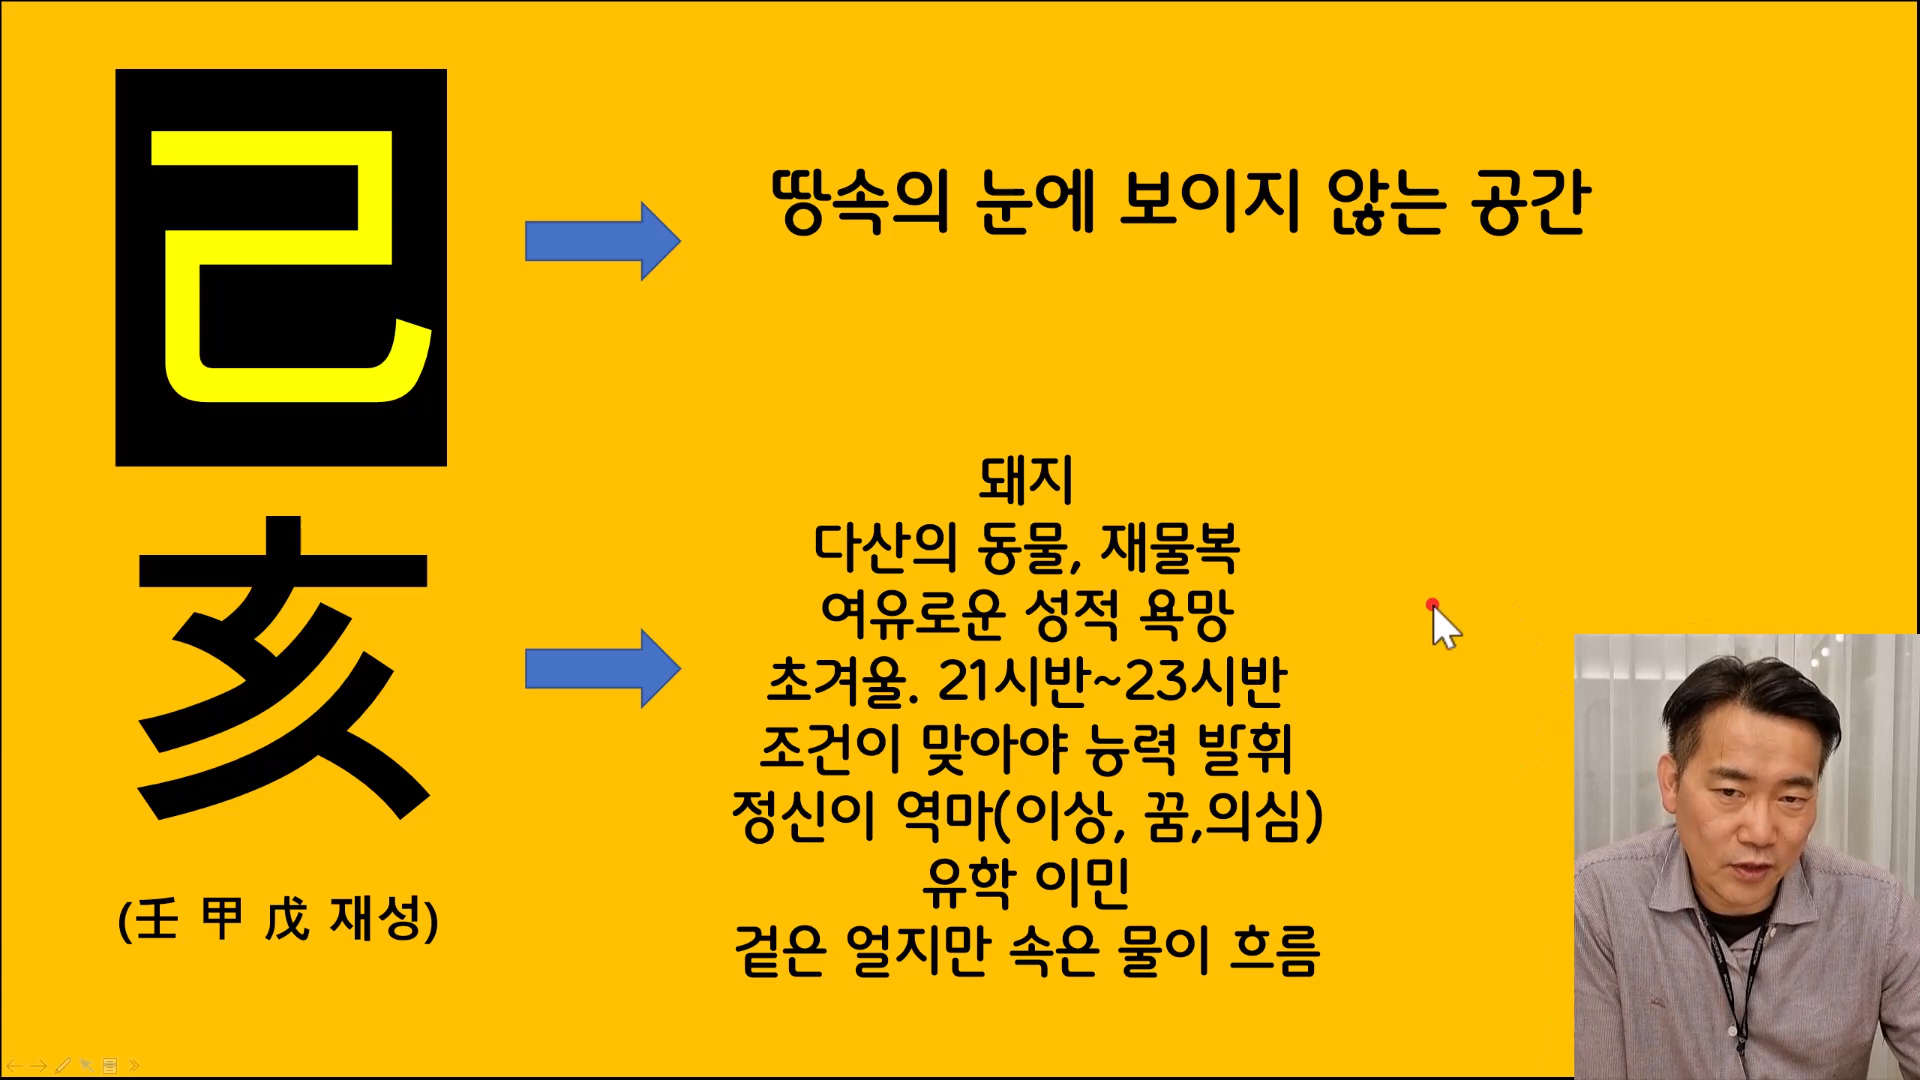 己
땅속의 눈에 보이지 않는 공간
亥
(壬 甲 戊 재성)
돼지
다산의 동물, 재물복
여유로운 성적 욕망
초겨울. 21시반~23시반
조건이 맞아야 능력 발휘
정신이 역마(이상, 꿈,의심)
유학 이민
겉은 얼지만 속은 물이 흐름